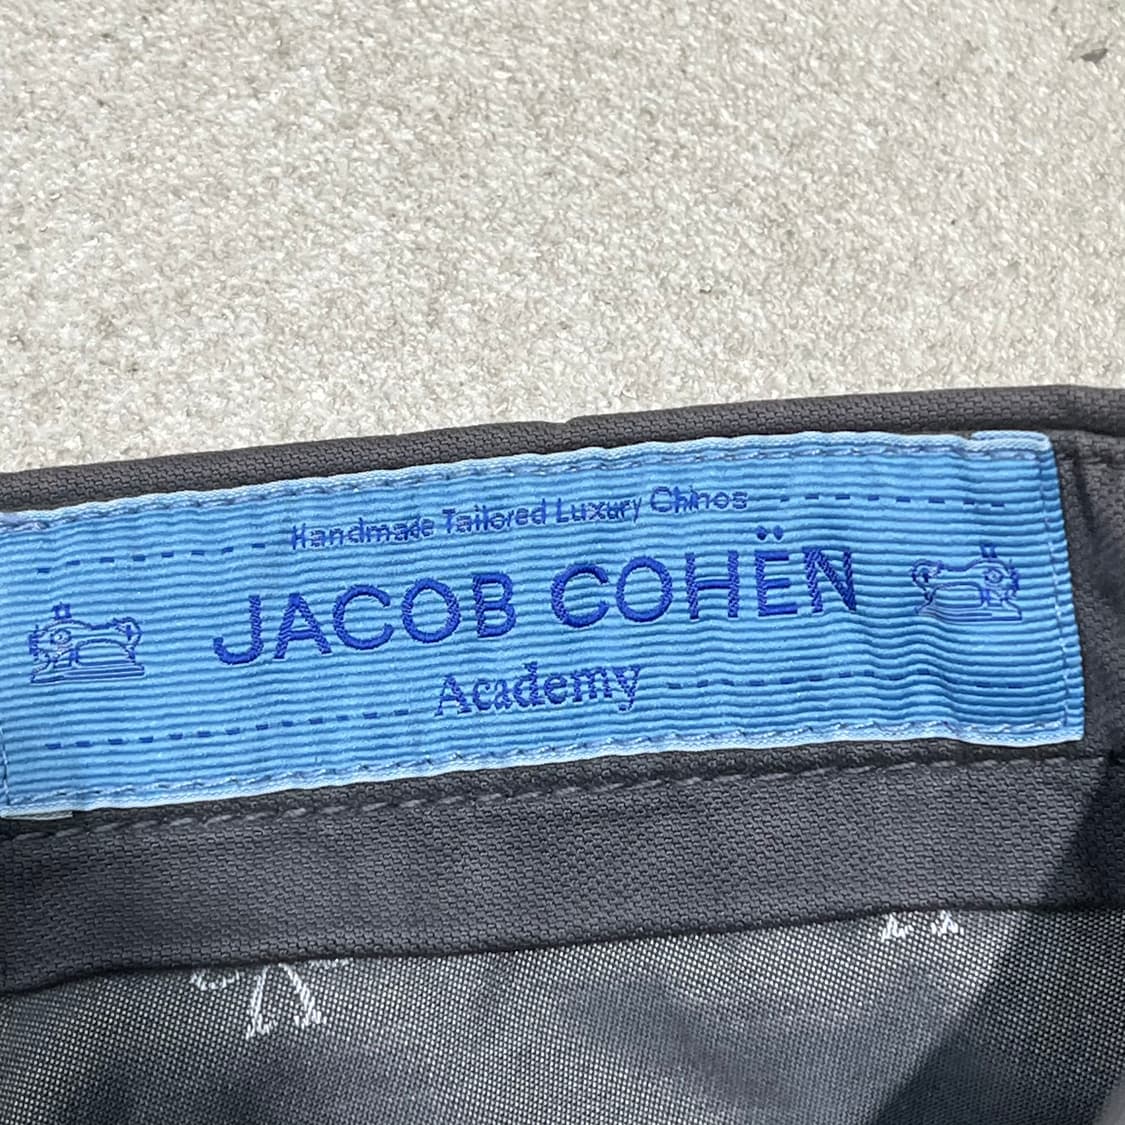 Handmade Tailored Luxury Chinos
JACOB COHËN
Academy